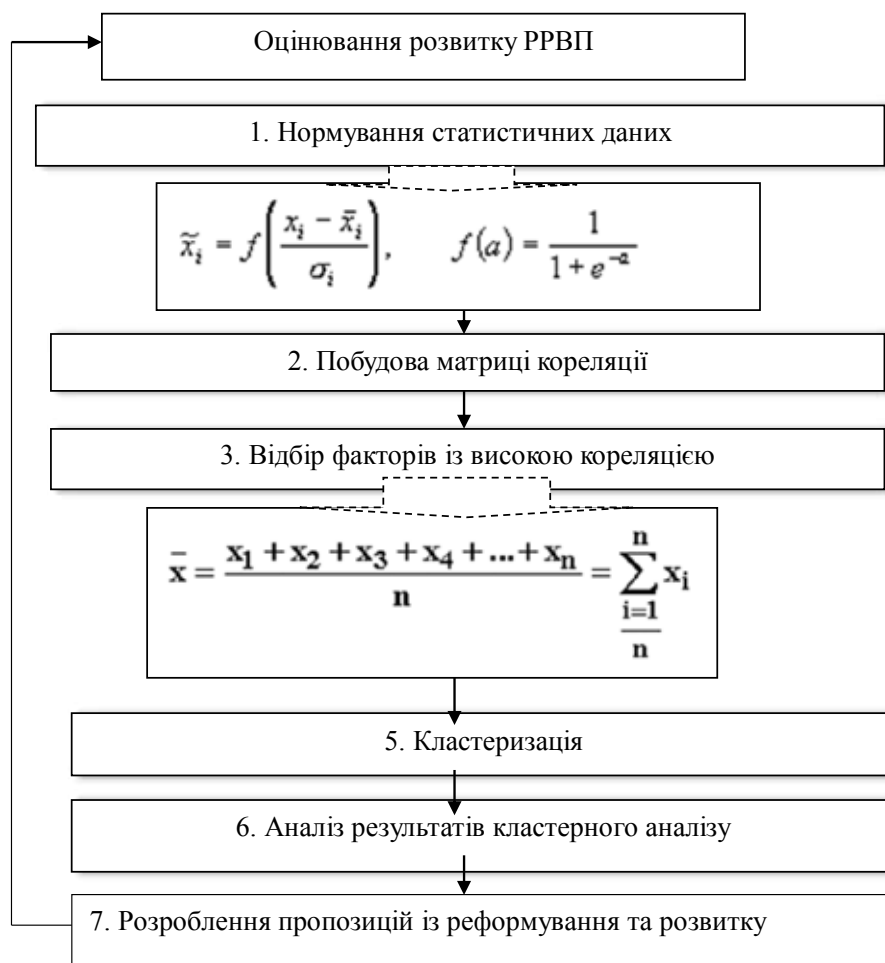 Оцінювання розвитку РРВП
1. Нормування статистичних даних
x̃ᵢ = f((xᵢ − x̄ᵢ)/σᵢ), f(a) = 1/(1 + e⁻ᵃ)
2. Побудова матриці кореляції
3. Відбір факторів із високою кореляцією
x̄ = (x₁ + x₂ + x₃ + x₄ + ... + xₙ)/n = (∑ⁿᵢ₌₁)/n xᵢ
5. Кластеризація
6. Аналіз результатів кластерного аналізу
7. Розроблення пропозицій із реформування та розвитку